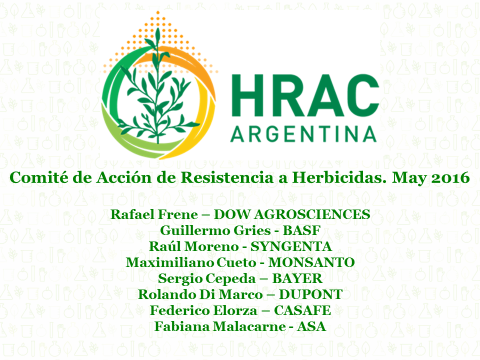 HRAC
ARGENTINA
Comité de Acción de Resistencia a Herbicidas. May 2016
Rafael Frene – DOW AGROSCIENCES
Guillermo Gries - BASF
Raúl Moreno - SYNGENTA
Maximiliano Cueto - MONSANTO
Sergio Cepeda – BAYER
Rolando Di Marco – DUPONT
Federico Elorza – CASAFE
Fabiana Malacarne - ASA